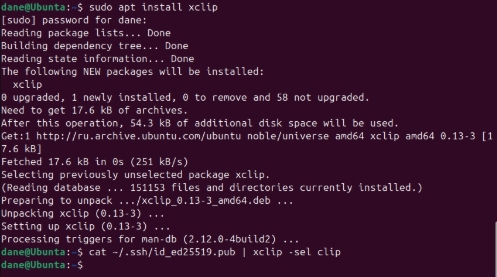 dane@Ubunta:~$ sudo apt install xclip
[sudo] password for dane:
Reading package lists... Done
Building dependency tree... Done
Reading state information... Done
The following NEW packages will be installed:
  xclip
0 upgraded, 1 newly installed, 0 to remove and 58 not upgraded.
Need to get 17.6 kB of archives.
After this operation, 54.3 kB of additional disk space will be used.
Get:1 http://ru.archive.ubuntu.com/ubuntu noble/universe amd64 xclip amd64 0.13-3 [1
7.6 kB]
Fetched 17.6 kB in 0s (251 kB/s)
Selecting previously unselected package xclip.
(Reading database ... 151153 files and directories currently installed.)
Preparing to unpack .../xclip_0.13-3_amd64.deb ...
Unpacking xclip (0.13-3) ...
Setting up xclip (0.13-3) ...
Processing triggers for man-db (2.12.0-4build2) ...
dane@Ubunta:~$ cat ~/.ssh/id_ed25519.pub | xclip -sel clip
dane@Ubunta:~$